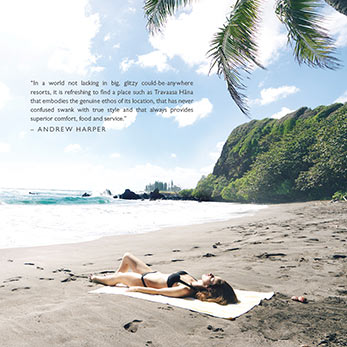 "In a world not lacking in big, glitzy could-be-anywhere
resorts, it is refreshing to find a place such as Travaasa Hāna
that embodies the genuine ethos of its location, that has never
confused swank with true style and that always provides
superior comfort, food and service."
– ANDREW HARPER